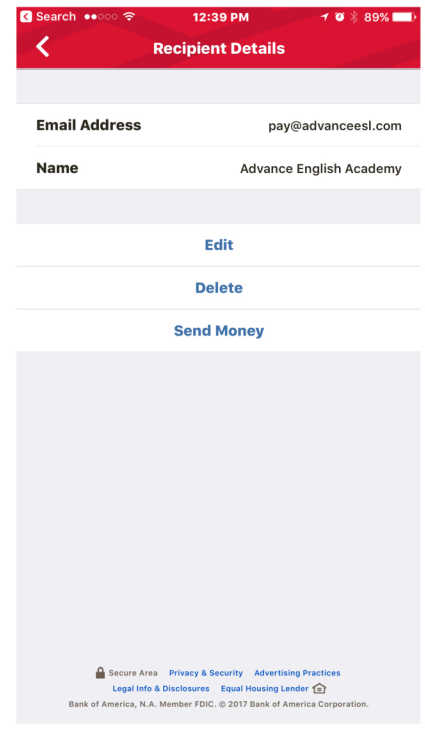 Search 12:39 PM 89%
Recipient Details
Email Address pay@advanceesl.com
Name Advance English Academy
Edit
Delete
Send Money
Secure Area Privacy & Security Advertising Practices
Legal Info & Disclosures Equal Housing Lender
Bank of America, N.A. Member FDIC. © 2017 Bank of America Corporation.